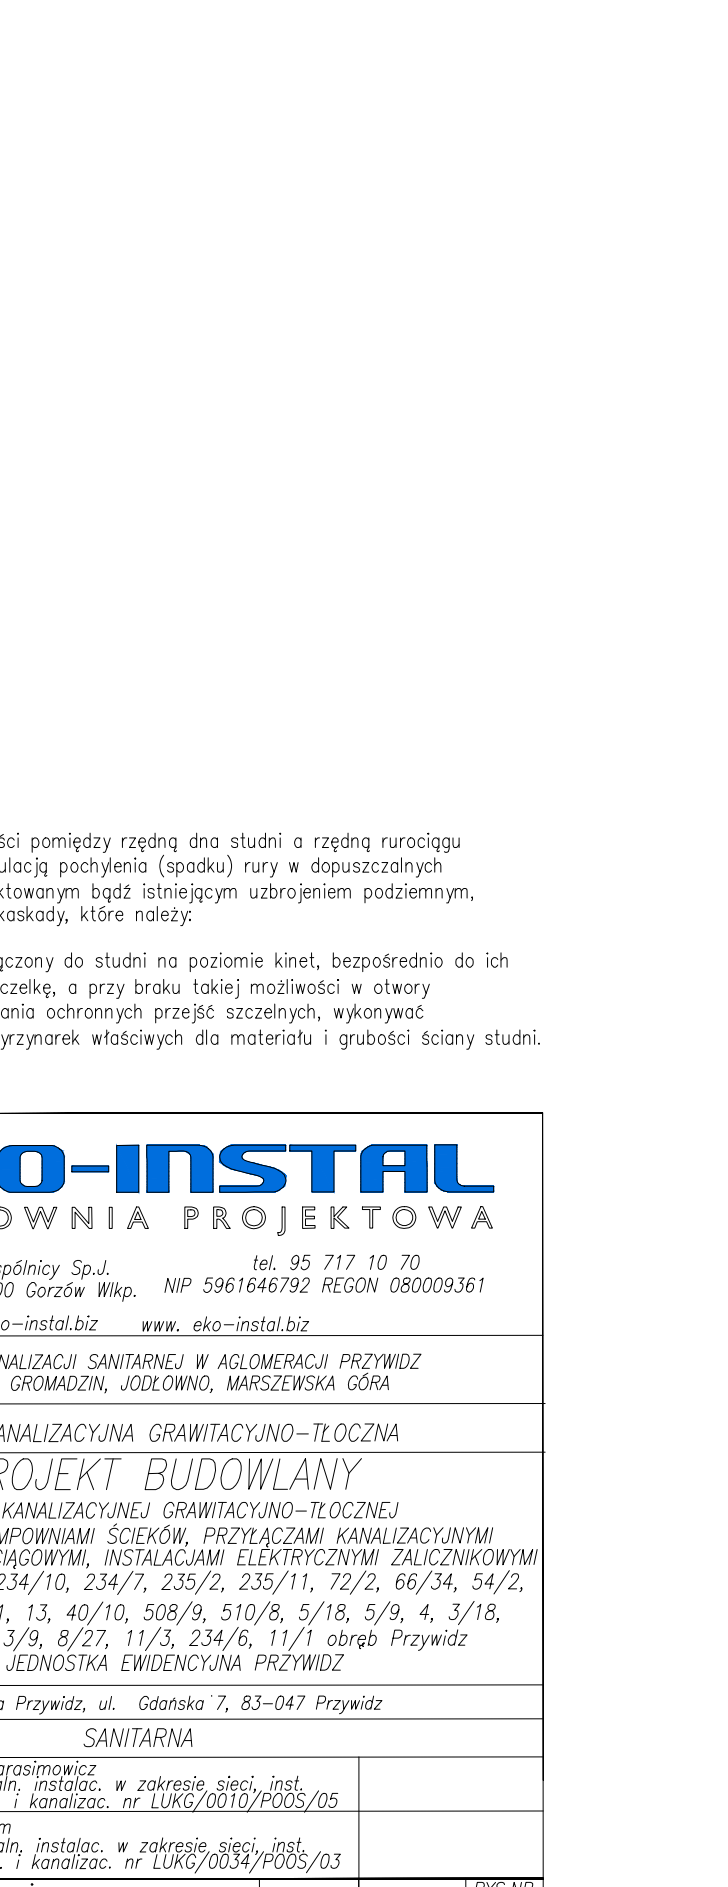 ści pomiędzy rzędną dna studni a rzędną rurociągu
ulacją pochylenia (spadku) rury w dopuszczalnych
ktowanym bądź istniejącym uzbrojeniem podziemnym,
kaskady, które należy:
ączony do studni na poziomie kinet, bezpośrednio do ich
czelkę, a przy braku takiej możliwości w otwory
ania ochronnych przejść szczelnych, wykonywać
yrzynarek właściwych dla materiału i grubości ściany studni.
O-INSTAL
OWNIA PROJEKTOWA
spólnicy Sp.J. tel. 95 717 10 70
00 Gorzów Wlkp. NIP 5961646792 REGON 080009361
o-instal.biz www. eko-instal.biz
NALIZACJI SANITARNEJ W AGLOMERACJI PRZYWIDZ
GROMADZIN, JODŁOWNO, MARSZEWSKA GÓRA
ANALIZACYJNA GRAWITACYJNO-TŁOCZNA
ROJEKT BUDOWLANY
KANALIZACYJNEJ GRAWITACYJNO-TŁOCZNEJ
MPOWNIAMI ŚCIEKÓW, PRZYŁĄCZAMI KANALIZACYJNYMI
CIĄGOWYMI, INSTALACJAMI ELEKTRYCZNYMI ZALICZNIKOWYMI
234/10, 234/7, 235/2, 235/11, 72/2, 66/34, 54/2,
1, 13, 40/10, 508/9, 510/8, 5/18, 5/9, 4, 3/18,
3/9, 8/27, 11/3, 234/6, 11/1 obręb Przywidz
JEDNOSTKA EWIDENCYJNA PRZYWIDZ
a Przywidz, ul. Gdańska 7, 83-047 Przywidz
SANITARNA
arasimowicz
aln. instalac. w zakresie sieci, inst.
i kanalizac. nr LUKG/0010/POOS/05
m
aln. instalac. w zakresie sieci, inst.
. i kanalizac. nr LUKG/0034/POOS/03